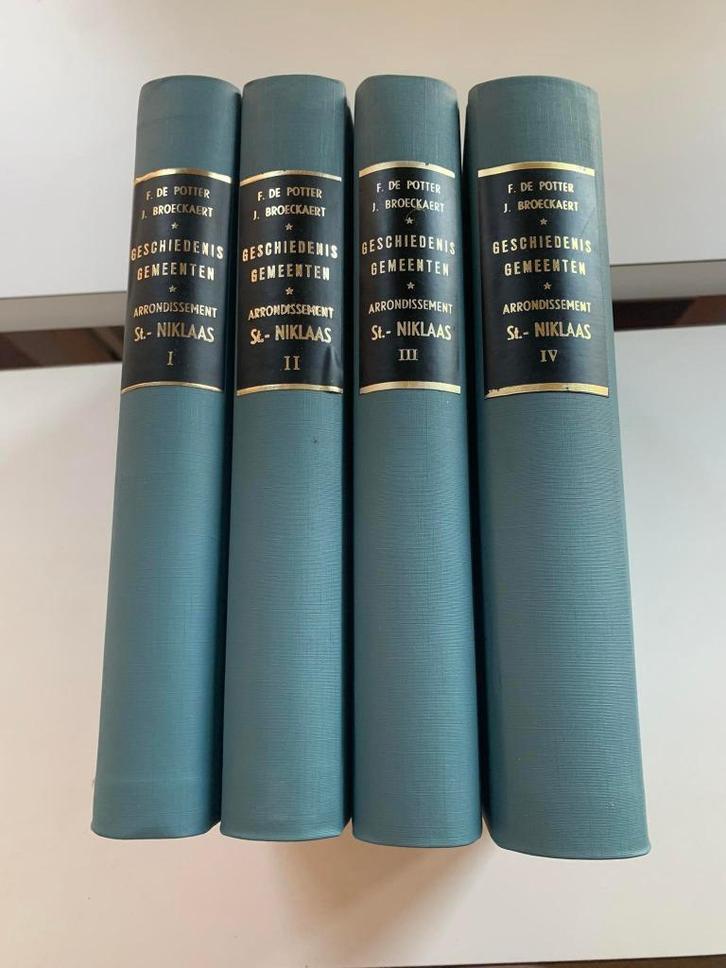 F. DE POTTER
J. BROECKAERT
*
GESCHIEDENIS
GEMEENTEN
*
ARRONDISSEMENT
St.- NIKLAAS
I
F. DE POTTER
J. BROECKAERT
*
GESCHIEDENIS
GEMEENTEN
*
ARRONDISSEMENT
St.- NIKLAAS
II
F. DE POTTER
J. BROECKAERT
*
GESCHIEDENIS
GEMEENTEN
*
ARRONDISSEMENT
St.- NIKLAAS
III
F. DE POTTER
J. BROECKAERT
*
GESCHIEDENIS
GEMEENTEN
*
ARRONDISSEMENT
St.- NIKLAAS
IV